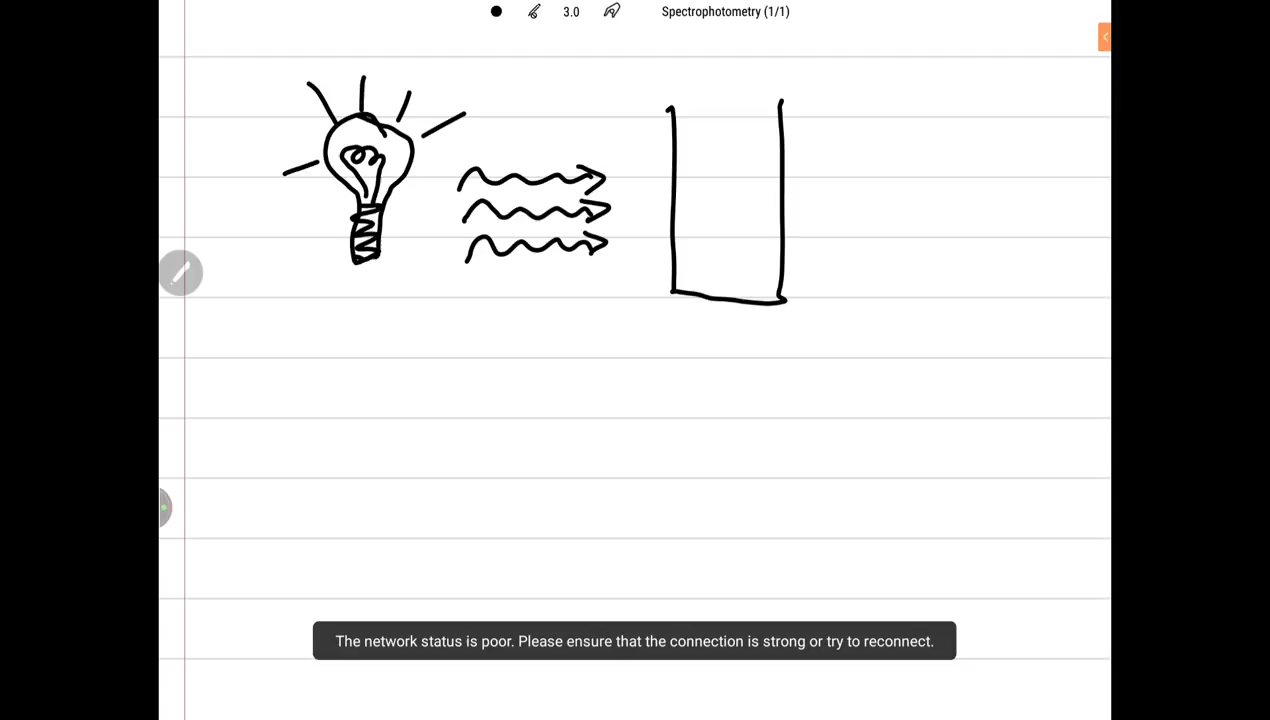 3.0 Spectrophotometry (1/1)
The network status is poor. Please ensure that the connection is strong or try to reconnect.